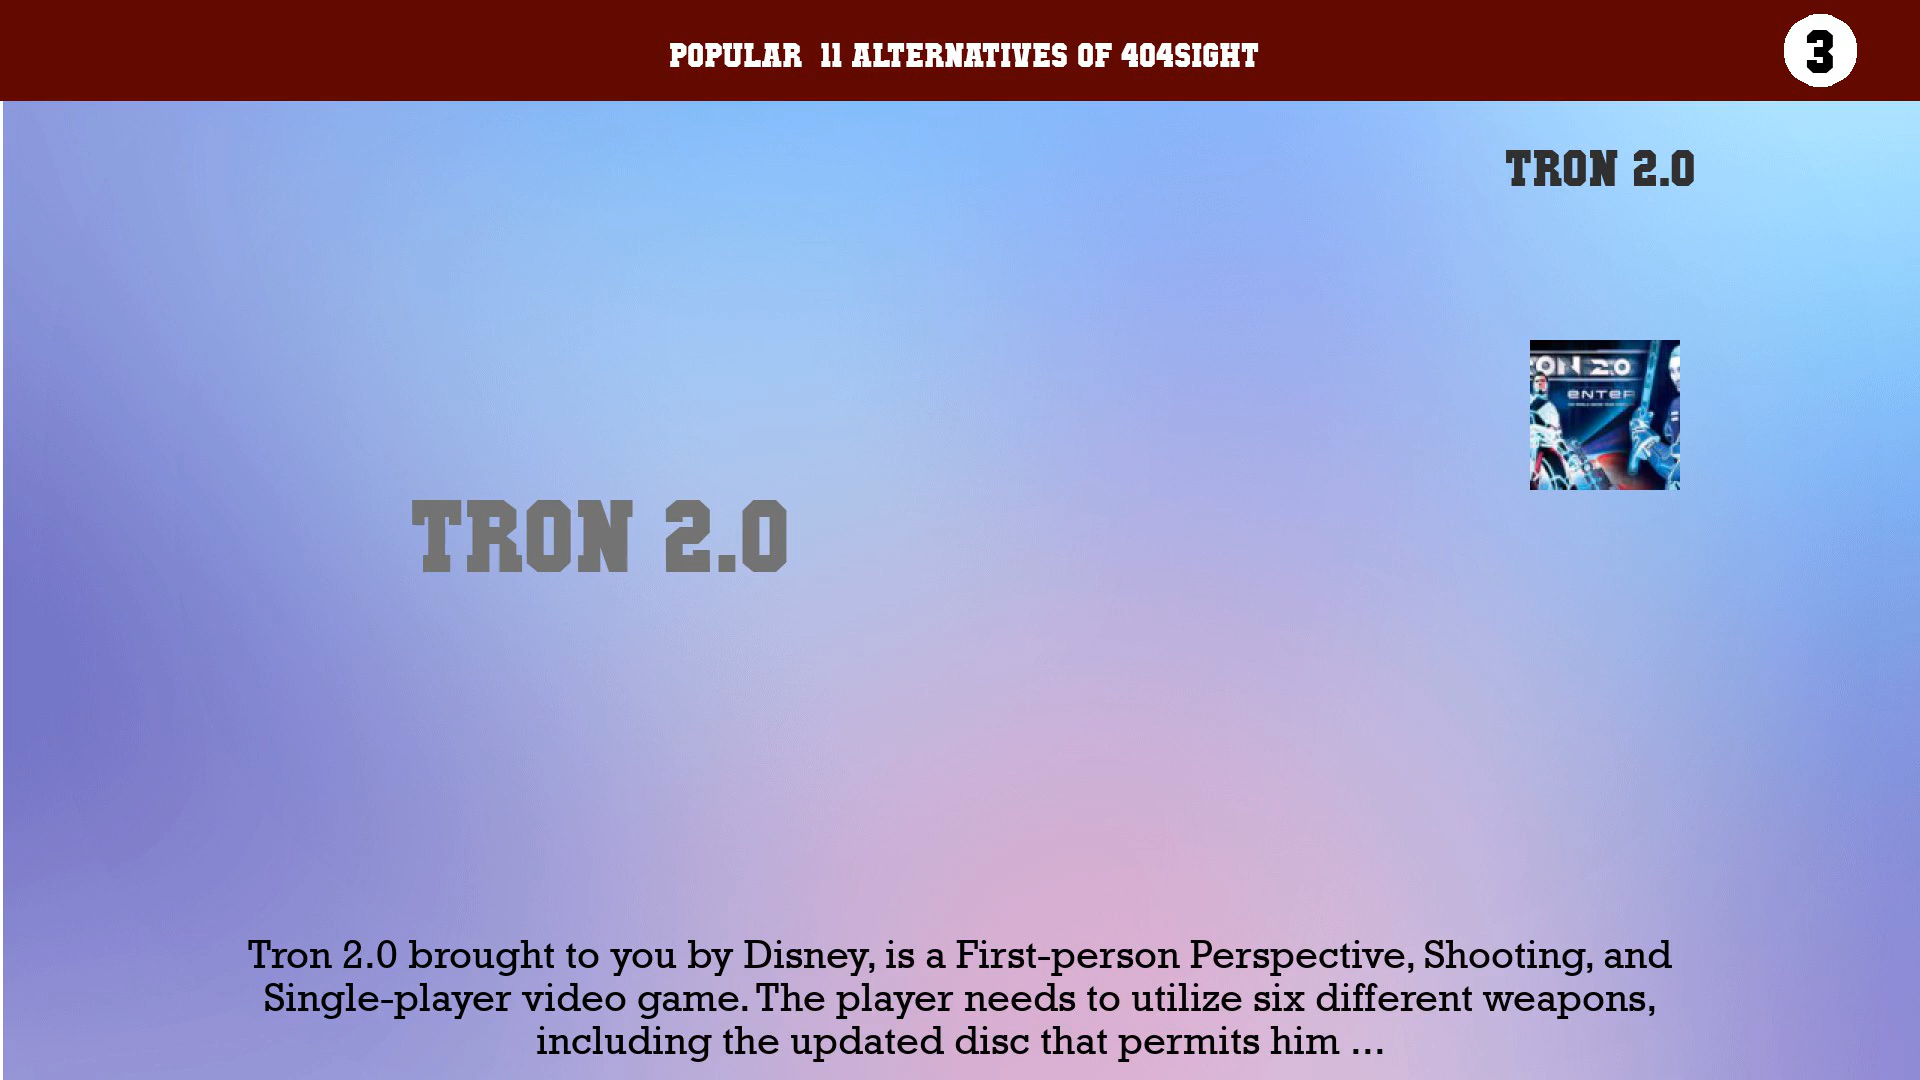 POPULAR 11 ALTERNATIVES OF 404SIGHT
3
TRON 2.0
ON 2.0
ENTER
TRON 2.0
Tron 2.0 brought to you by Disney, is a First-person Perspective, Shooting, and
Single-player video game. The player needs to utilize six different weapons,
including the updated disc that permits him ...